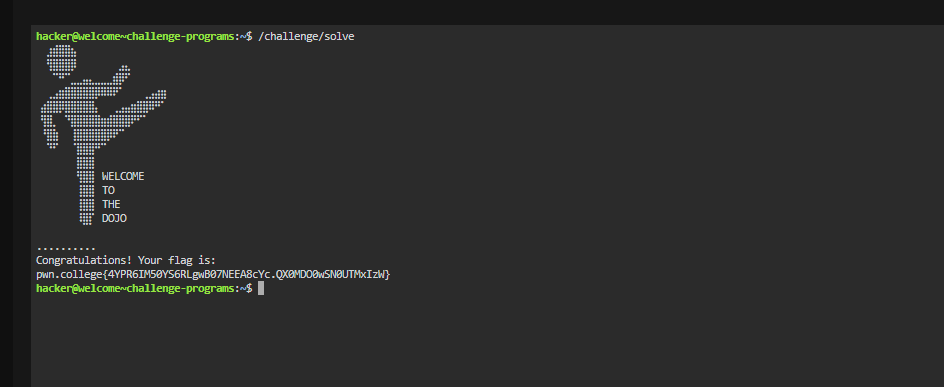 hacker@welcome~challenge-programs:~$ /challenge/solve
WELCOME
TO
THE
DOJO
..........
Congratulations! Your flag is:
pwn.college{4YPR6IM50YS6RLgwB07NEEA8cYc.QX0MDO0wSN0UTMxIzW}
hacker@welcome~challenge-programs:~$